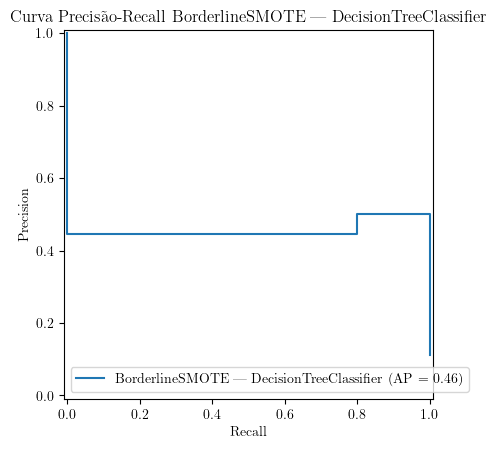 Curva Precisão-Recall BorderlineSMOTE — DecisionTreeClassifier
1.0
0.8
0.6
0.4
0.2
0.0
Precision
BorderlineSMOTE — DecisionTreeClassifier (AP = 0.46)
0.0 0.2 0.4 0.6 0.8 1.0
Recall